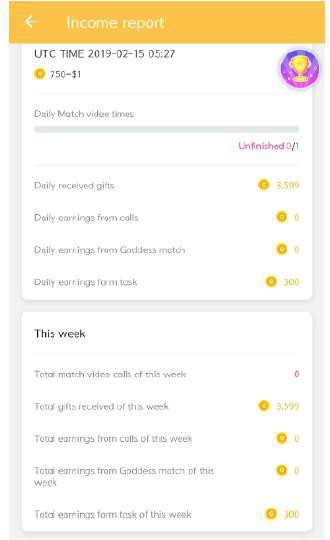 Income report
UTC TIME 2019-02-15 05:27
750=$1
Daily Match video times
Unfinished 0/1
Daily received gifts 3,599
Daily earnings from calls 0
Daily earnings from Goddess match 0
Daily earnings form task 300
This week
Total match video calls of this week 0
Total gifts received of this week 3,599
Total earnings from calls of this week 0
Total earnings from Goddess match of this 0
week
Total earnings form task of this week 300